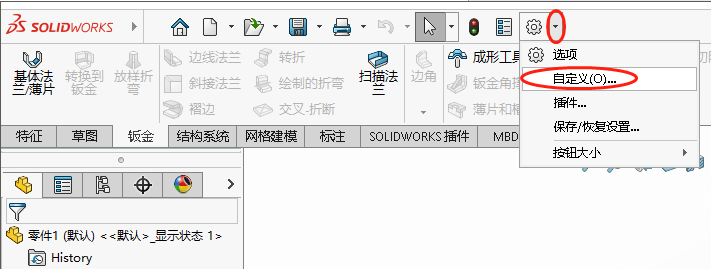 SOLIDWORKS
选项
自定义(O)...
插件...
保存/恢复设置...
按钮大小
基体法兰/薄片
转换到钣金
放样折弯
边线法兰
斜接法兰
褶边
转折
绘制的折弯
交叉-折断
扫描法兰
边角
成形工具
钣金角撑
薄片和槽
特征 草图 钣金 结构系统 网格建模 标注 SOLIDWORKS 插件 MBD
零件1 (默认) <<默认>_显示状态 1>
History